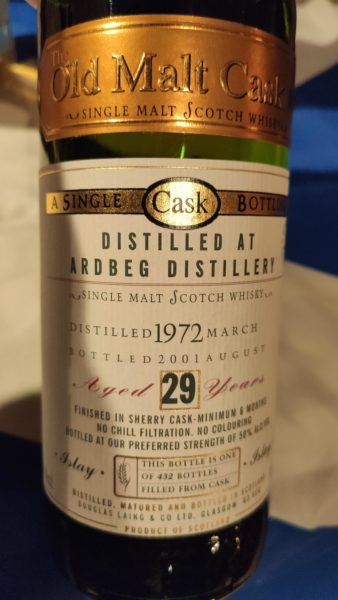 The
Old Malt Cask
SINGLE MALT SCOTCH WHISKY
A SINGLE Cask BOTTLING
DISTILLED AT
ARDBEG DISTILLERY
SINGLE MALT SCOTCH WHISKY
DISTILLED 1972 MARCH
BOTTLED 2001 AUGUST
Aged 29 Years
FINISHED IN SHERRY CASK-MINIMUM 6 MONTHS
NO CHILL FILTRATION. NO COLOURING
BOTTLED AT OUR PREFERRED STRENGTH OF 50% ALC/VOL
Islay
THIS BOTTLE IS ONE
OF 432 BOTTLES
FILLED FROM CASK
Islay
DISTILLED, MATURED AND BOTTLED IN SCOTLAND
DOUGLAS LAING & CO LTD. GLASGOW
PRODUCT OF SCOTLAND